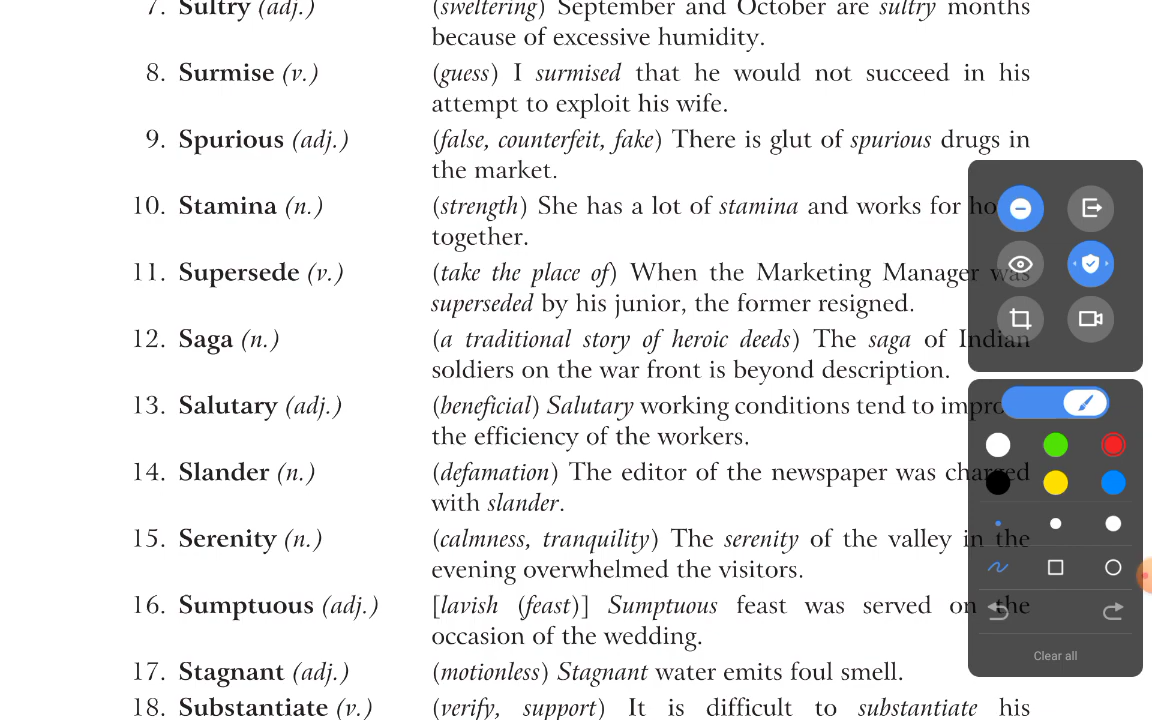 7. Sultry (adj.) (sweltering) September and October are sultry months
because of excessive humidity.
8. Surmise (v.) (guess) I surmised that he would not succeed in his
attempt to exploit his wife.
9. Spurious (adj.) (false, counterfeit, fake) There is glut of spurious drugs in
the market.
10. Stamina (n.) (strength) She has a lot of stamina and works for
together.
11. Supersede (v.) (take the place of) When the Marketing Manager was
superseded by his junior, the former resigned.
12. Saga (n.) (a traditional story of heroic deeds) The saga of Indian
soldiers on the war front is beyond description.
13. Salutary (adj.) (beneficial) Salutary working conditions tend to
the efficiency of the workers.
14. Slander (n.) (defamation) The editor of the newspaper was charged
with slander.
15. Serenity (n.) (calmness, tranquility) The serenity of the valley in the
evening overwhelmed the visitors.
16. Sumptuous (adj.) [lavish (feast)] Sumptuous feast was served on the
occasion of the wedding.
17. Stagnant (adj.) (motionless) Stagnant water emits foul smell.
18. Substantiate (v.) (verify, support) It is difficult to substantiate his
Clear all